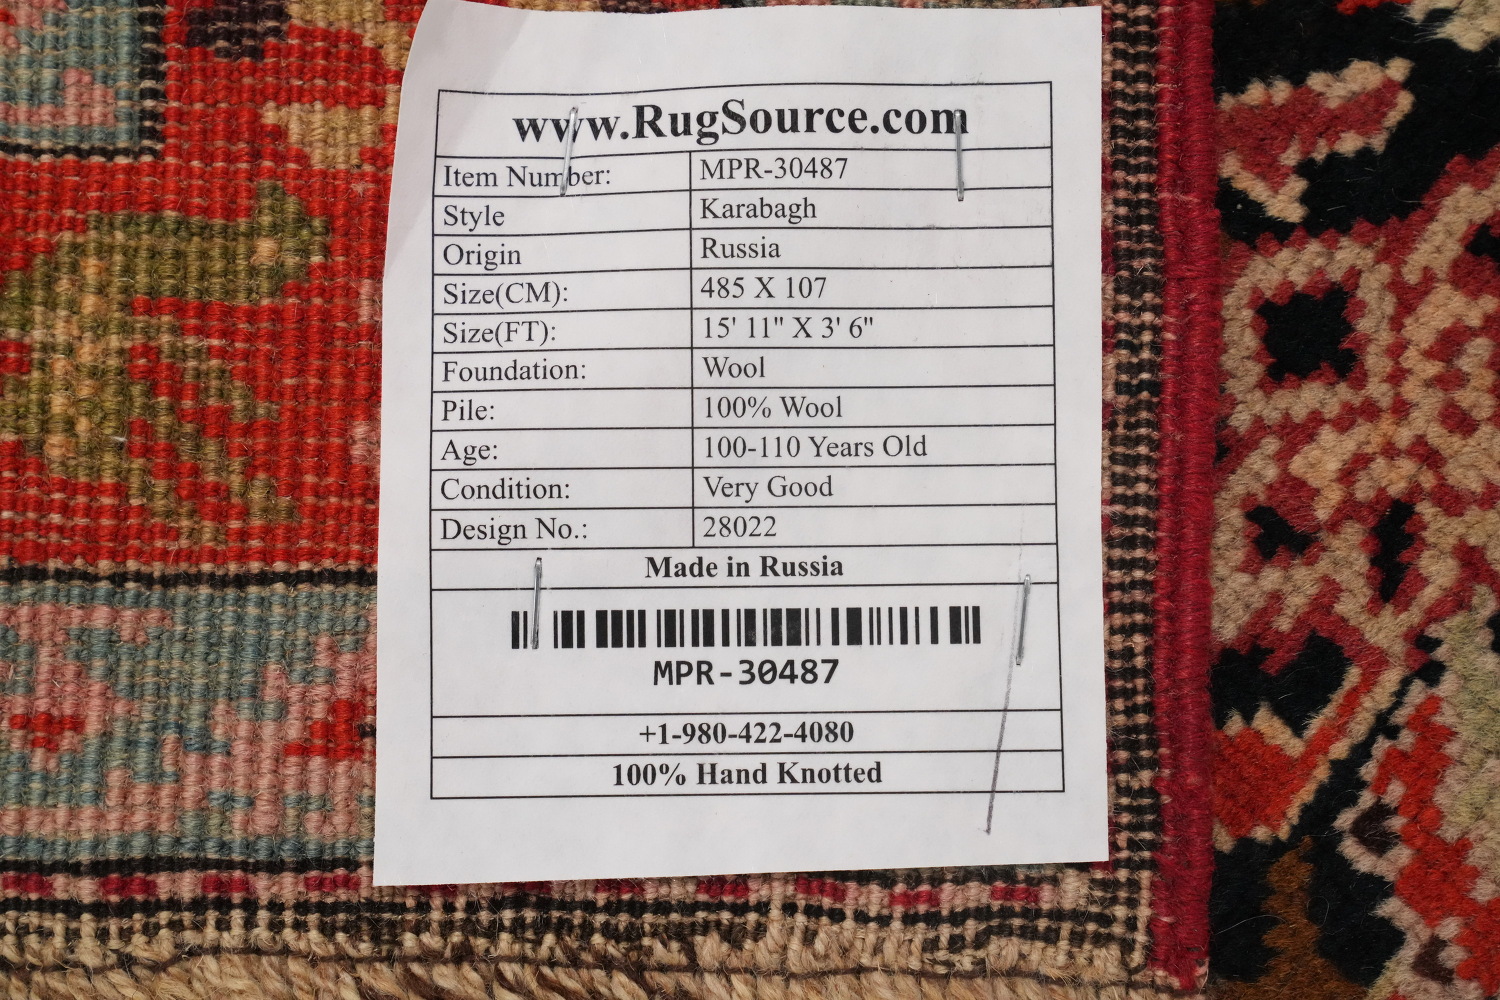 www.RugSource.com
Item Number: MPR-30487
Style Karabagh
Origin Russia
Size(CM): 485 X 107
Size(FT): 15' 11" X 3' 6"
Foundation: Wool
Pile: 100% Wool
Age: 100-110 Years Old
Condition: Very Good
Design No.: 28022
Made in Russia
MPR-30487
+1-980-422-4080
100% Hand Knotted